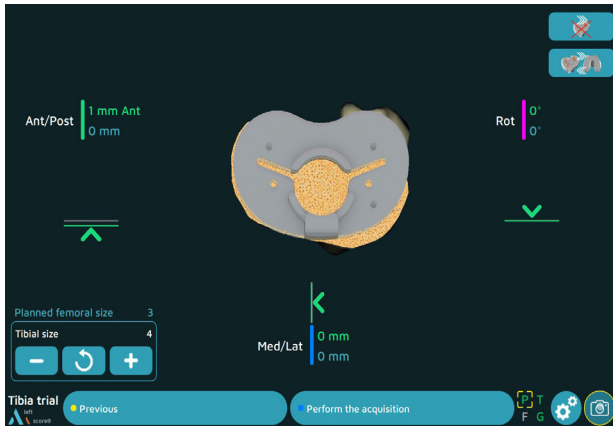 Ant/Post
1 mm Ant
0 mm
Rot
0°
0°
Med/Lat
0 mm
0 mm
Planned femoral size 3
Tibial size 4
Tibia trial
left
score®
Previous
Perform the acquisition
P T
F G